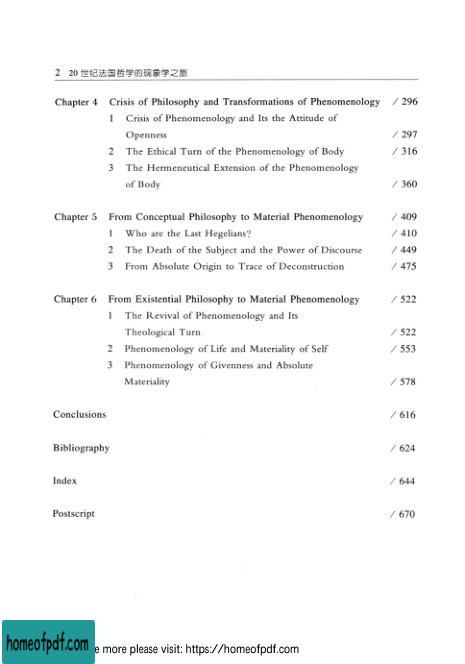 2 20世纪法国哲学的现象学之旅
Chapter 4 Crisis of Philosophy and Transformations of Phenomenology / 296
1 Crisis of Phenomenology and Its the Attitude of
Openness / 297
2 The Ethical Turn of the Phenomenology of Body / 316
3 The Hermeneutical Extension of the Phenomenology
of Body / 360
Chapter 5 From Conceptual Philosophy to Material Phenomenology / 409
1 Who are the Last Hegelians? / 410
2 The Death of the Subject and the Power of Discourse / 449
3 From Absolute Origin to Trace of Deconstruction / 475
Chapter 6 From Existential Philosophy to Material Phenomenology / 522
1 The Revival of Phenomenology and Its
Theological Turn / 522
2 Phenomenology of Life and Materiality of Self / 553
3 Phenomenology of Givenness and Absolute
Materiality / 578
Conclusions / 616
Bibliography / 624
Index / 644
Postscript / 670
homeofpdf.com
e more please visit: https://homeofpdf.com